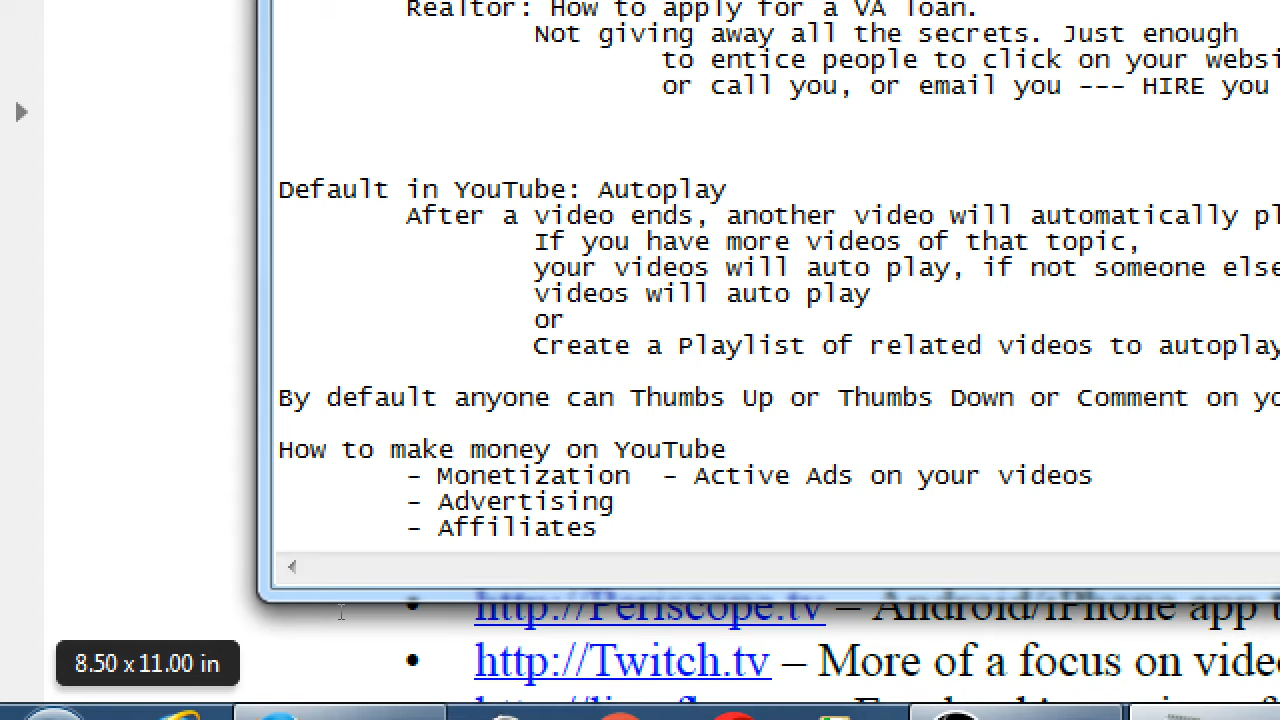 Realtor: How to apply for a VA loan.
Not giving away all the secrets. Just enough
to entice people to click on your websi
or call you, or email you --- HIRE you
Default in YouTube: Autoplay
After a video ends, another video will automatically pl
If you have more videos of that topic,
your videos will auto play, if not someone else
videos will auto play
or
Create a Playlist of related videos to autoplay
By default anyone can Thumbs Up or Thumbs Down or Comment on yo
How to make money on YouTube
- Monetization - Active Ads on your videos
- Advertising
- Affiliates
• http://Periscope.tv – Android/iPhone app t
8.50 x 11.00 in
• http://Twitch.tv – More of a focus on vide